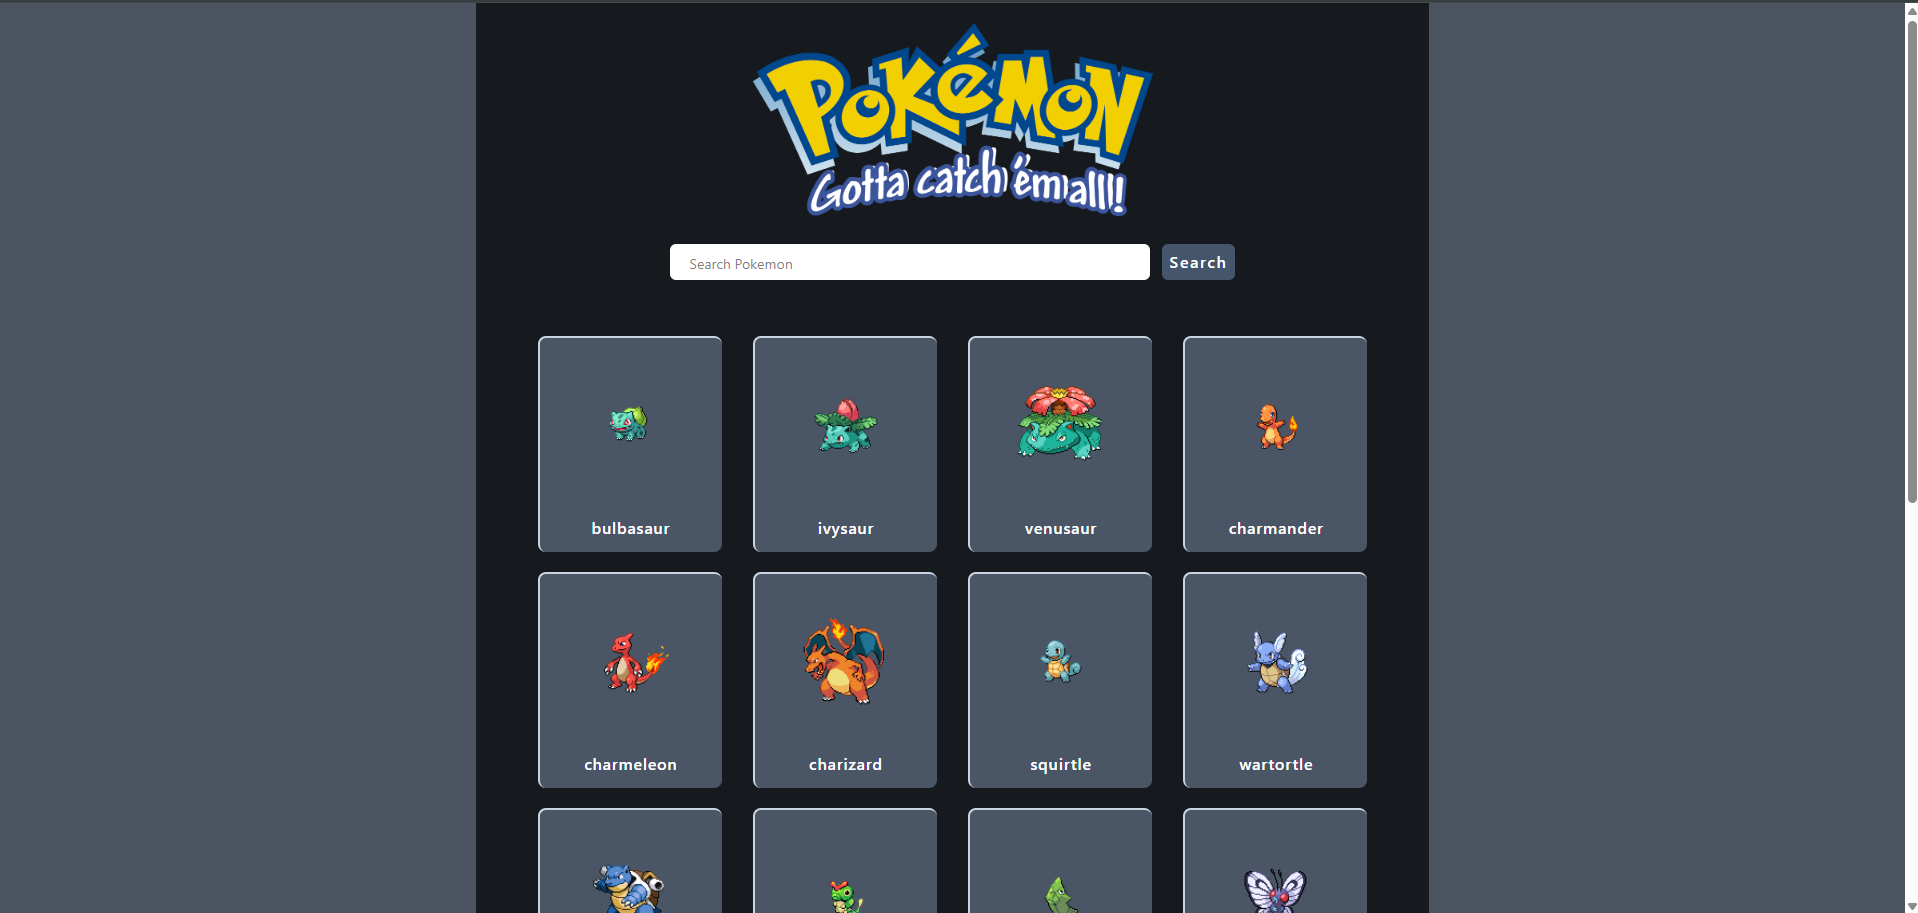 POKéMON
Gotta catch 'em all!
Search Pokemon
Search
bulbasaur
ivysaur
venusaur
charmander
charmeleon
charizard
squirtle
wartortle